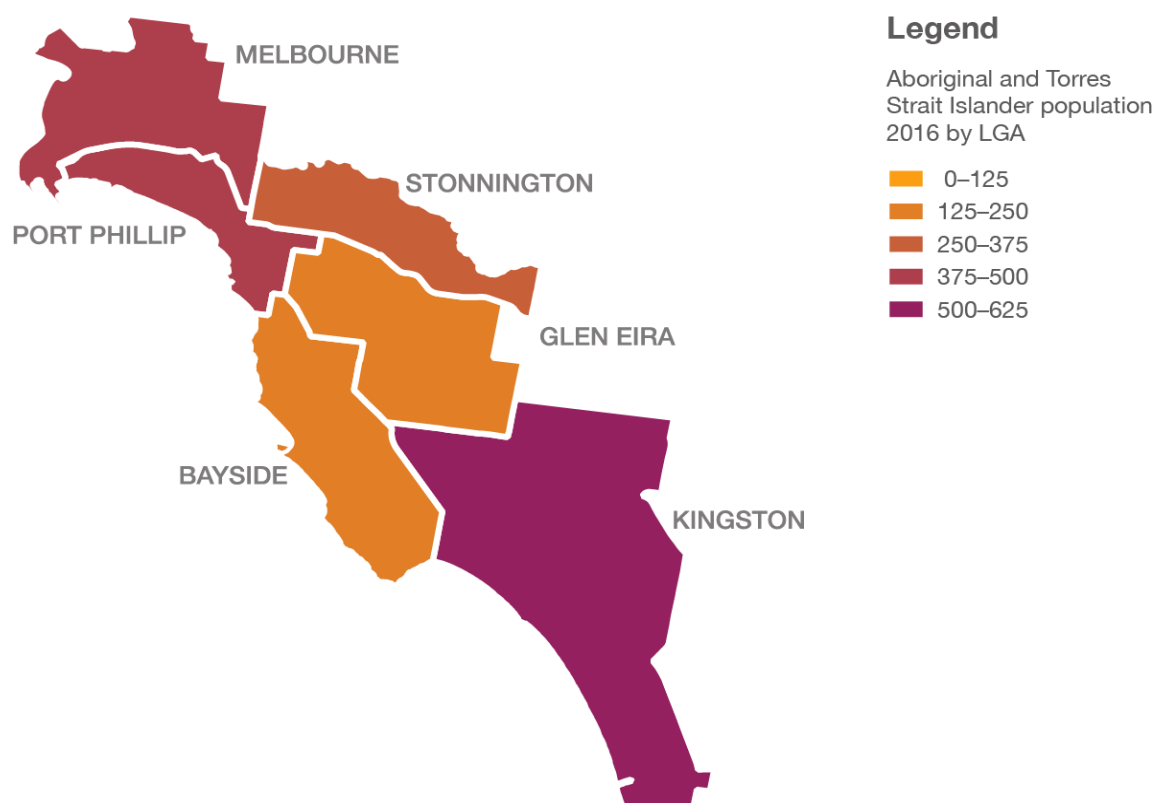 MELBOURNE
STONNINGTON
PORT PHILLIP
GLEN EIRA
BAYSIDE
KINGSTON
Legend
Aboriginal and Torres
Strait Islander population
2016 by LGA
0–125
125–250
250–375
375–500
500–625